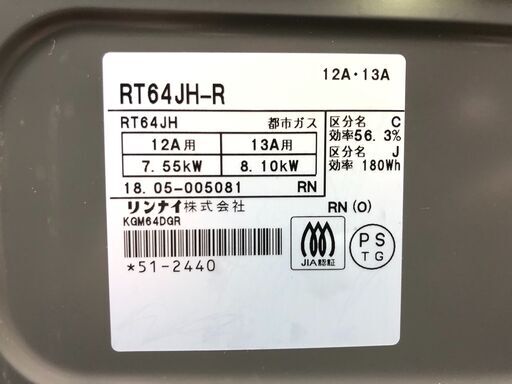 12A・13A
RT64JH-R
RT64JH 都市ガス
12A用 13A用
7.55kW 8.10kW
18.05-005081 RN
区分名 C
効率56.3%
区分名 J
効率 180Wh
リンナイ株式会社
KGM64DGR
RN(O)
*51-2440
JIA認証
PS
TG